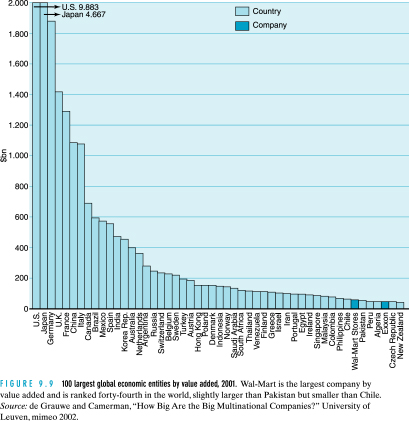 2.000
1.800
1.600
1.400
1.200
1.000
800
600
400
200
0
$bn
U.S. 9.883
Japan 4.667
Country
Company
U.S.
Japan
Germany
U.K.
France
China
Italy
Canada
Brazil
Mexico
Spain
India
Korea Rep.
Australia
Netherlands
Argentina
Russia
Switzerland
Belgium
Sweden
Turkey
Austria
Hong Kong
Poland
Denmark
Indonesia
Norway
Saudi Arabia
South Africa
Thailand
Venezuela
Finland
Greece
Israel
Iran
Portugal
Egypt
Ireland
Singapore
Malaysia
Colombia
Philippines
Chile
Wal-Mart Stores
Pakistan
Peru
Algeria
Exxon
Czech Republic
New Zealand
FIGURE 9.9 100 largest global economic entities by value added, 2001. Wal-Mart is the largest company by
value added and is ranked forty-fourth in the world, slightly larger than Pakistan but smaller than Chile.
Source: de Grauwe and Camerman, “How Big Are the Big Multinational Companies?” University of
Leuven, mimeo 2002.